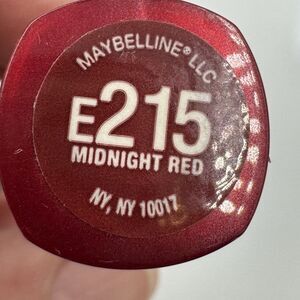 MAYBELLINE® LLC
E215
MIDNIGHT RED
NY, NY 10017